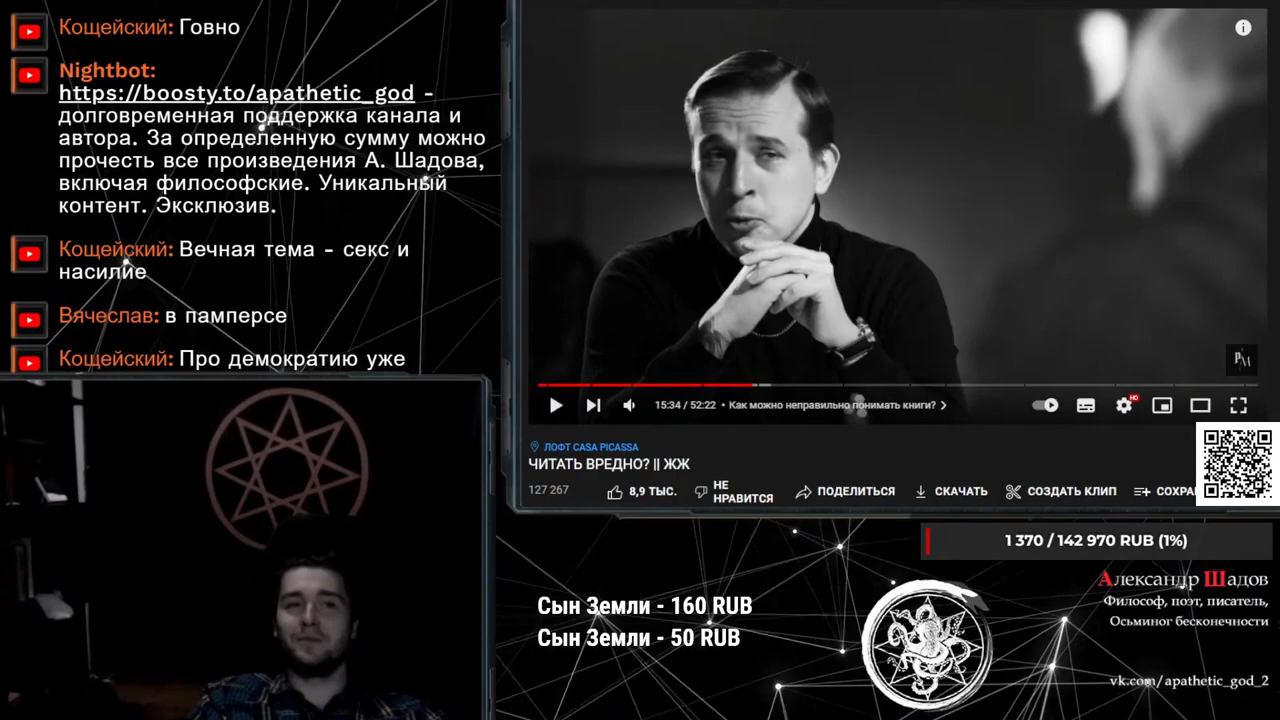 Кощейский: Говно
Nightbot:
https://boosty.to/apathetic_god -
долговременная поддержка канала и
автора. За определенную сумму можно
прочесть все произведения А. Шадова,
включая философские. Уникальный
контент. Эксклюзив.
Кощейский: Вечная тема - секс и
насилие
Вячеслав: в памперсе
Кощейский: Про демократию уже
15:34 / 52:22 • Как можно неправильно понимать книги?
HD
ЛОФТ CASA PICASSA
ЧИТАТЬ ВРЕДНО? || ЖЖ
127 267
8,9 ТЫС.
НЕ
НРАВИТСЯ
ПОДЕЛИТЬСЯ
СКАЧАТЬ
СОЗДАТЬ КЛИП
СОХРА
1 370 / 142 970 RUB (1%)
Сын Земли - 160 RUB
Сын Земли - 50 RUB
Александр Шадов
Философ, поэт, писатель,
Осьминог бесконечности
vk.com/apathetic_god_2